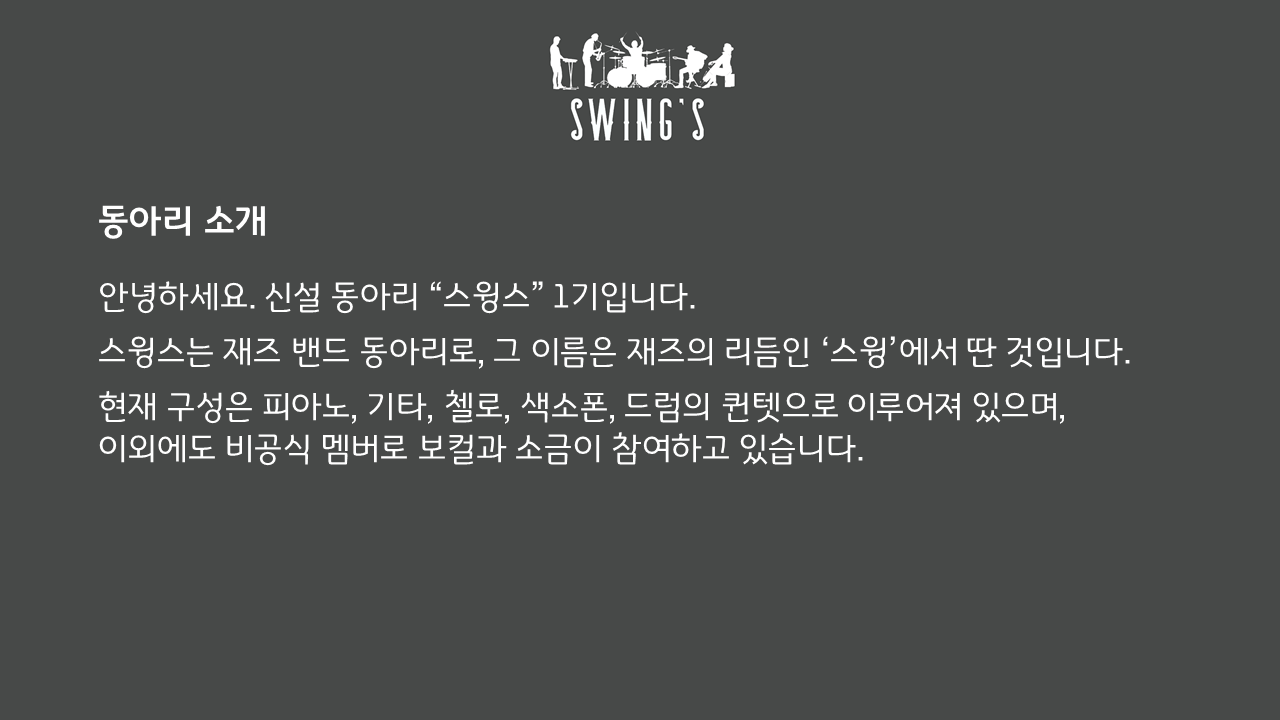 SWING'S
동아리 소개
안녕하세요. 신설 동아리 “스윙스” 1기입니다.
스윙스는 재즈 밴드 동아리로, 그 이름은 재즈의 리듬인 ‘스윙’에서 딴 것입니다.
현재 구성은 피아노, 기타, 첼로, 색소폰, 드럼의 퀸텟으로 이루어져 있으며,
이외에도 비공식 멤버로 보컬과 소금이 참여하고 있습니다.